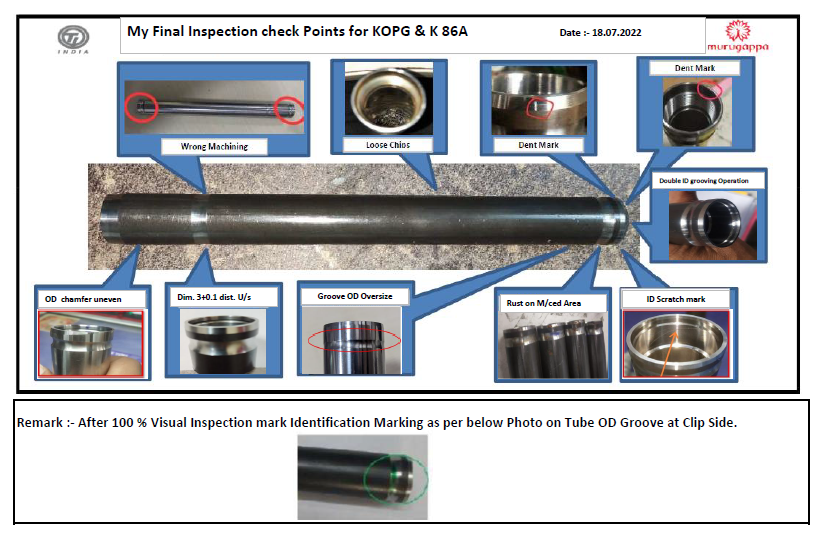 TI
INDIA
My Final Inspection check Points for KOPG & K 86A
Date :- 18.07.2022
murugappa
Wrong Machining
Loose Chips
Dent Mark
Dent Mark
Double ID grooving Operation
OD chamfer uneven
Dim. 3+0.1 dist. U/s
Groove OD Oversize
Rust on M/ced Area
ID Scratch mark
Remark :- After 100 % Visual Inspection mark Identification Marking as per below Photo on Tube OD Groove at Clip Side.